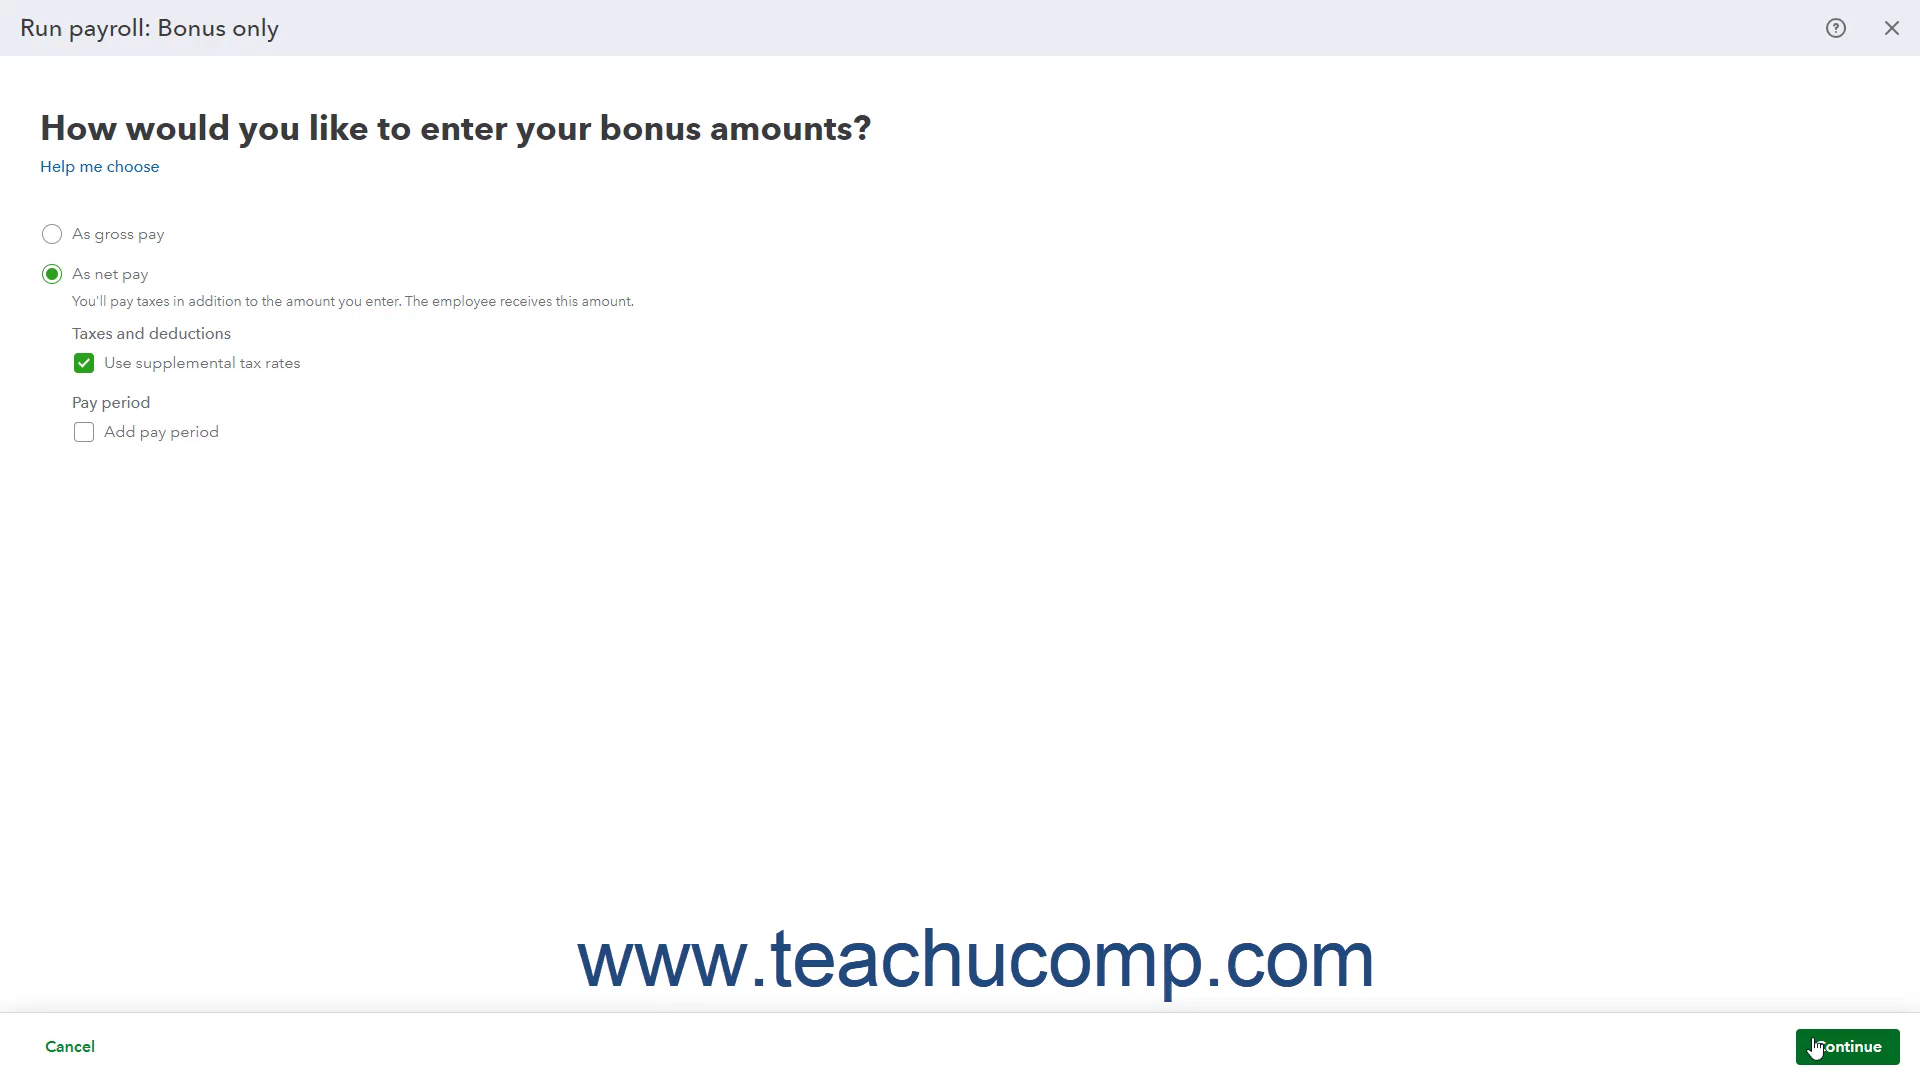 Run payroll: Bonus only
How would you like to enter your bonus amounts?
Help me choose
As gross pay
As net pay
You'll pay taxes in addition to the amount you enter. The employee receives this amount.
Taxes and deductions
Use supplemental tax rates
Pay period
Add pay period
www.teachucomp.com
Cancel
Continue